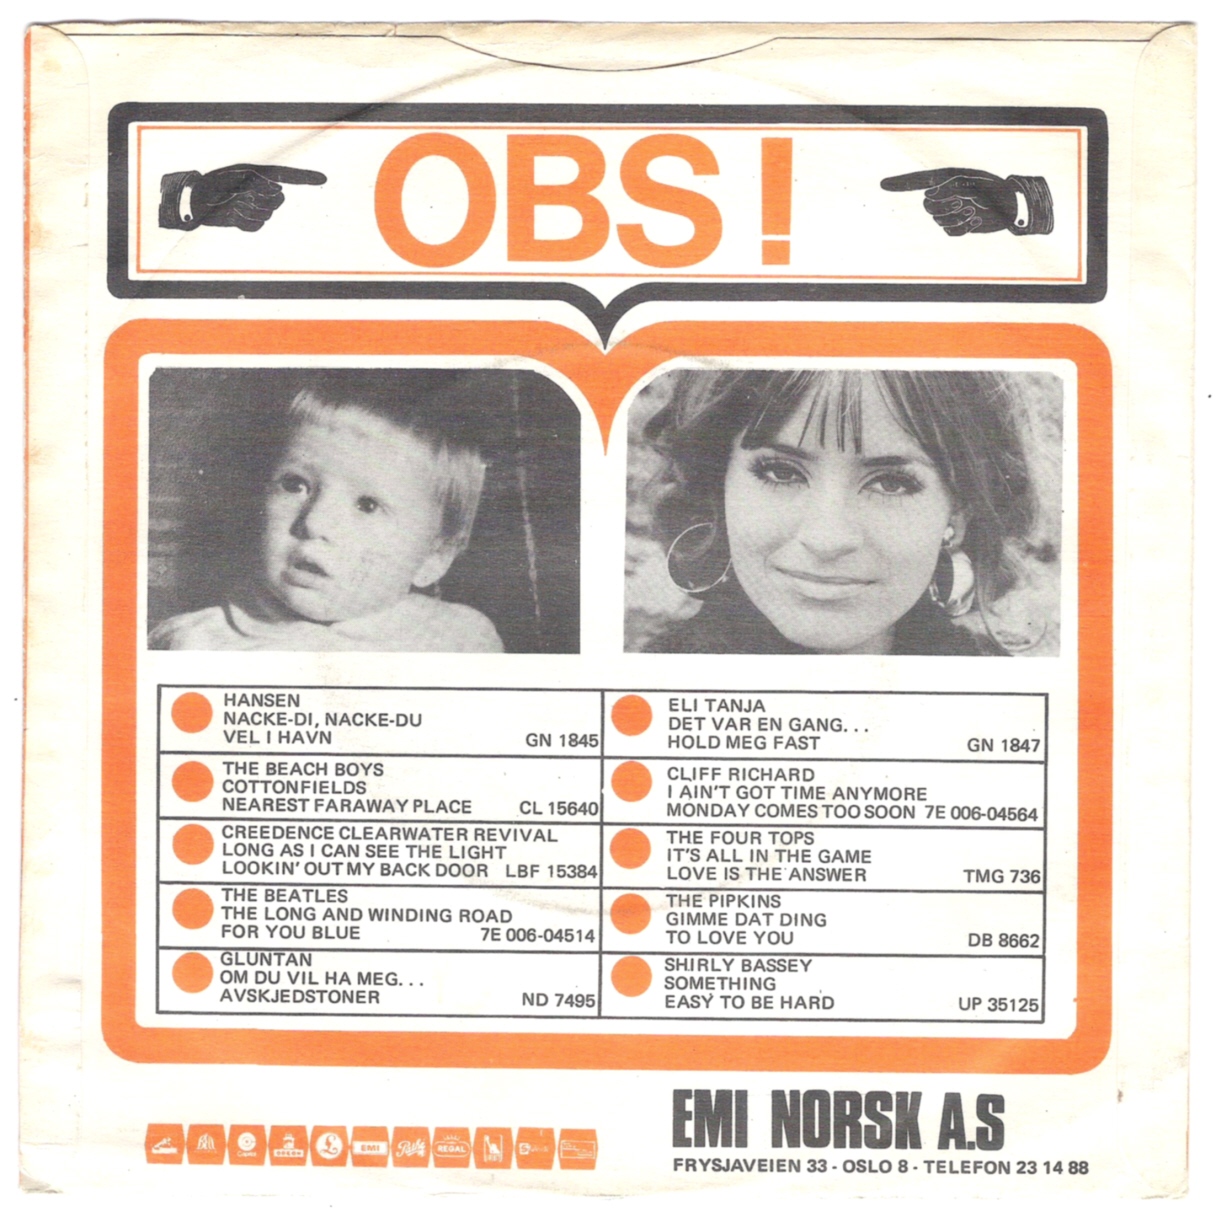 OBS!
HANSEN
NACKE-DI, NACKE-DU
VEL I HAVN GN 1845
THE BEACH BOYS
COTTONFIELDS
NEAREST FARAWAY PLACE CL 15640
CREEDENCE CLEARWATER REVIVAL
LONG AS I CAN SEE THE LIGHT
LOOKIN' OUT MY BACK DOOR LBF 15384
THE BEATLES
THE LONG AND WINDING ROAD
FOR YOU BLUE 7E 006-04514
GLUNTAN
OM DU VIL HA MEG...
AVSKJEDSTONER ND 7495
ELI TANJA
DET VAR EN GANG...
HOLD MEG FAST GN 1847
CLIFF RICHARD
I AIN'T GOT TIME ANYMORE
MONDAY COMES TOO SOON 7E 006-04564
THE FOUR TOPS
IT'S ALL IN THE GAME
LOVE IS THE ANSWER TMG 736
THE PIPKINS
GIMME DAT DING
TO LOVE YOU DB 8662
SHIRLY BASSEY
SOMETHING
EASY TO BE HARD UP 35125
EMI NORSK A.S
FRYSJAVEIEN 33 - OSLO 8 - TELEFON 23 14 88
EMI
REGAL